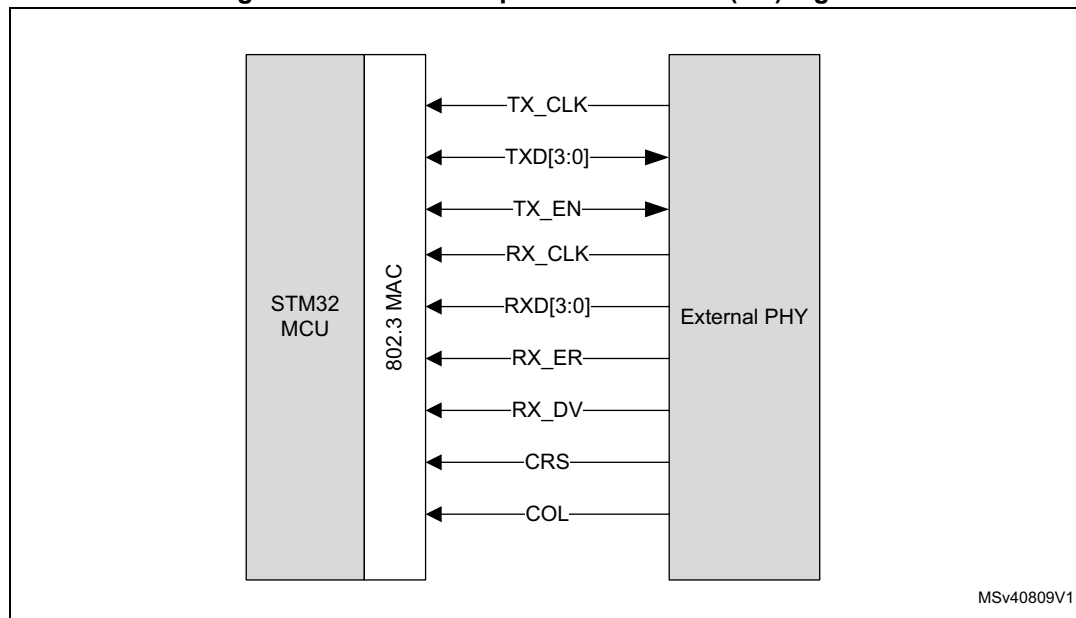 TX_CLK
TXD[3:0]
TX_EN
RX_CLK
RXD[3:0]
RX_ER
RX_DV
CRS
COL
STM32
MCU
802.3 MAC
External PHY
MSv40809V1